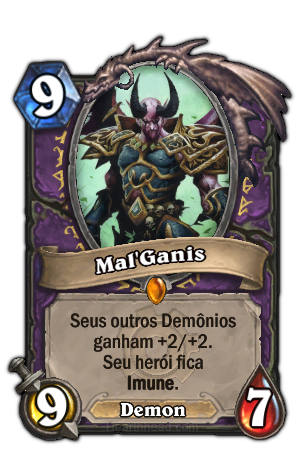 9
Mal'Ganis
Seus outros Demônios
ganham +2/+2.
Seu herói fica
Imune.
9
Demon
7